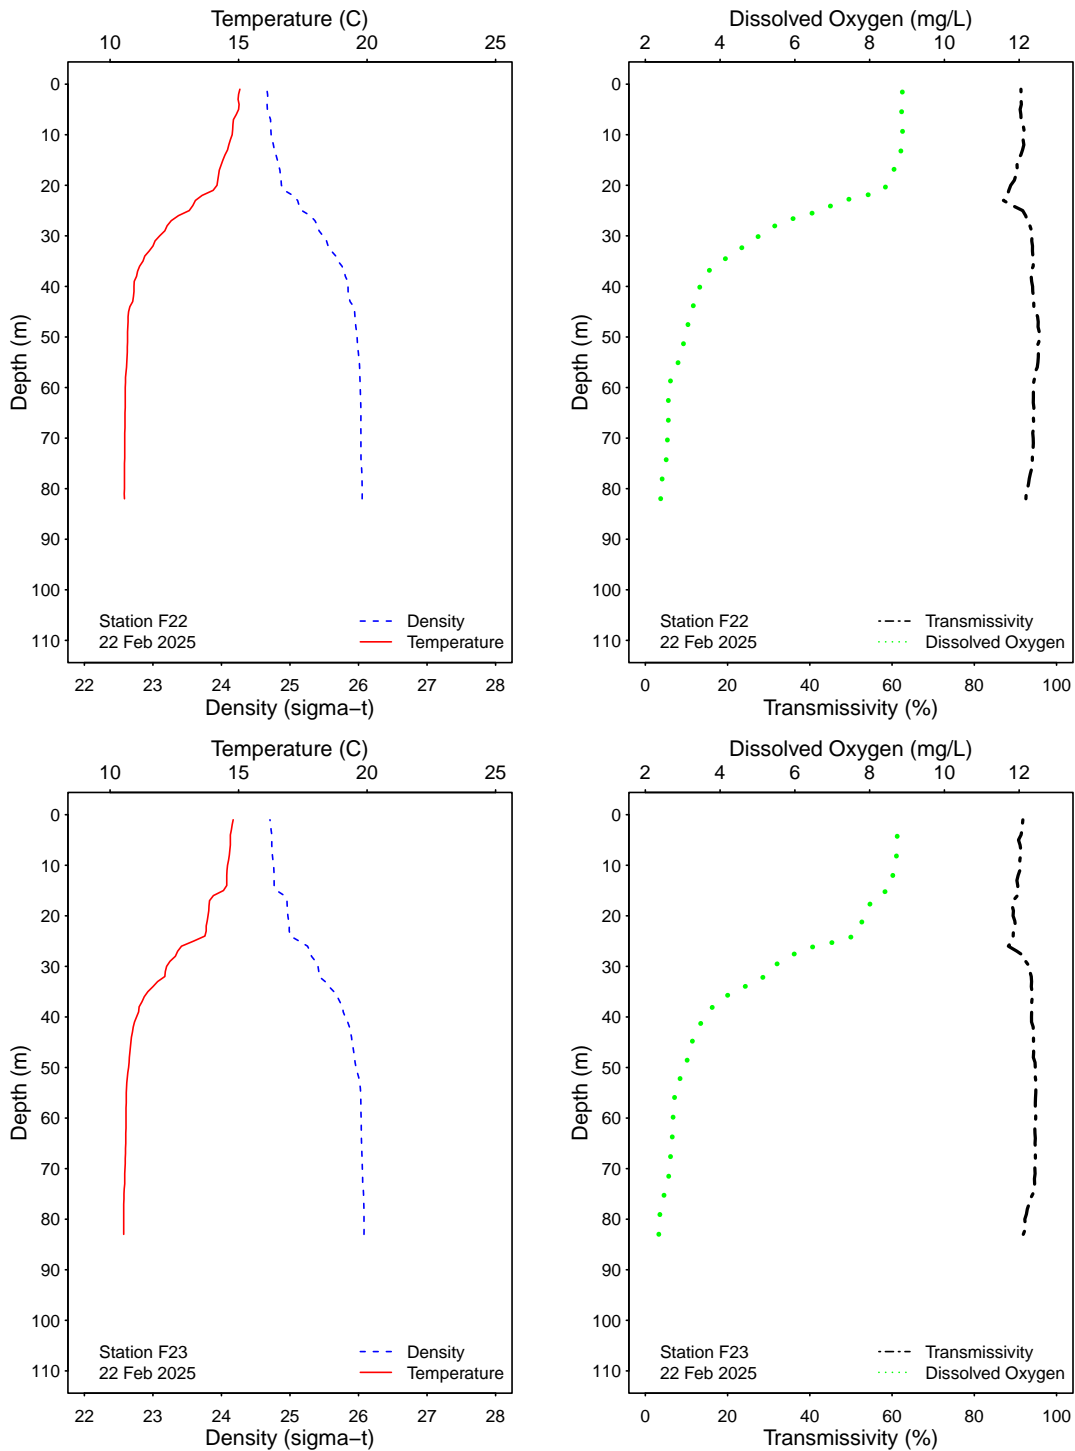 Temperature (C)
10 15 20 25
0
10
20
30
40
50
60
70
80
90
100
110
Depth (m)
Station F22
22 Feb 2025
Density
Temperature
22 23 24 25 26 27 28
Density (sigma−t)
Dissolved Oxygen (mg/L)
2 4 6 8 10 12
0
10
20
30
40
50
60
70
80
90
100
110
Depth (m)
Station F22
22 Feb 2025
Transmissivity
Dissolved Oxygen
0 20 40 60 80 100
Transmissivity (%)
Temperature (C)
10 15 20 25
0
10
20
30
40
50
60
70
80
90
100
110
Depth (m)
Station F23
22 Feb 2025
Density
Temperature
22 23 24 25 26 27 28
Density (sigma−t)
Dissolved Oxygen (mg/L)
2 4 6 8 10 12
0
10
20
30
40
50
60
70
80
90
100
110
Depth (m)
Station F23
22 Feb 2025
Transmissivity
Dissolved Oxygen
0 20 40 60 80 100
Transmissivity (%)